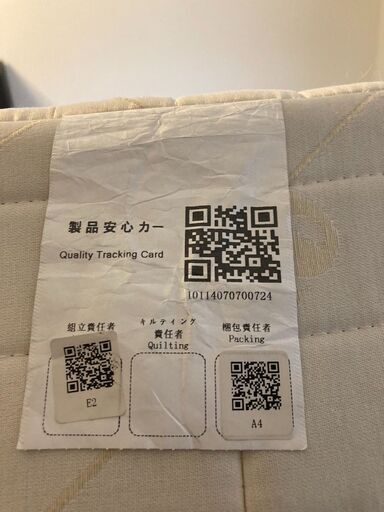 製品安心カー
Quality Tracking Card
10114070700724
組立責任者
キルティング
責任者
Quilting
梱包責任者
Packing
E2
A4